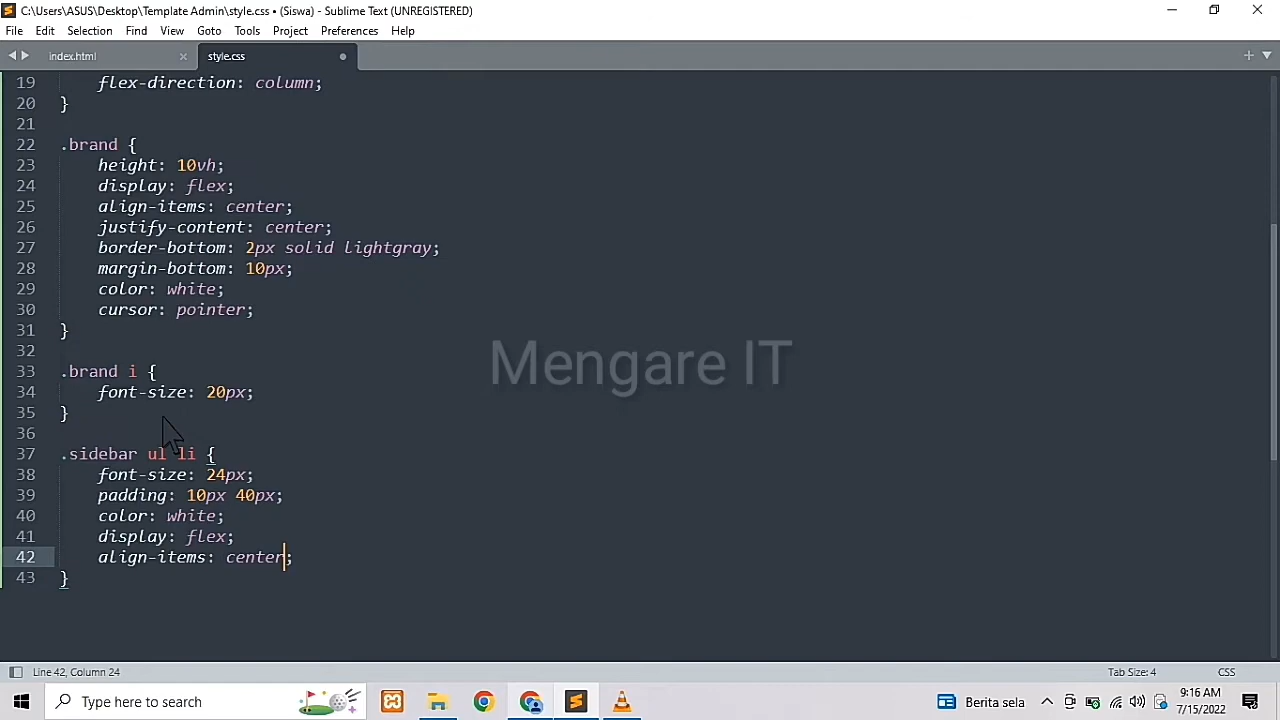 C:\Users\ASUS\Desktop\Template Admin\style.css • (Siswa) - Sublime Text (UNREGISTERED)
File Edit Selection Find View Goto Tools Project Preferences Help
index.html style.css
19 flex-direction: column;
20 }
21
22 .brand {
23 height: 10vh;
24 display: flex;
25 align-items: center;
26 justify-content: center;
27 border-bottom: 2px solid lightgray;
28 margin-bottom: 10px;
29 color: white;
30 cursor: pointer;
31 }
32
33 .brand i {
34 font-size: 20px;
35 }
36
37 .sidebar ul li {
38 font-size: 24px;
39 padding: 10px 40px;
40 color: white;
41 display: flex;
42 align-items: center;
43 }
Mengare IT
Line 42, Column 24 Tab Size: 4 CSS
Type here to search Berita sela 9:16 AM
7/15/2022